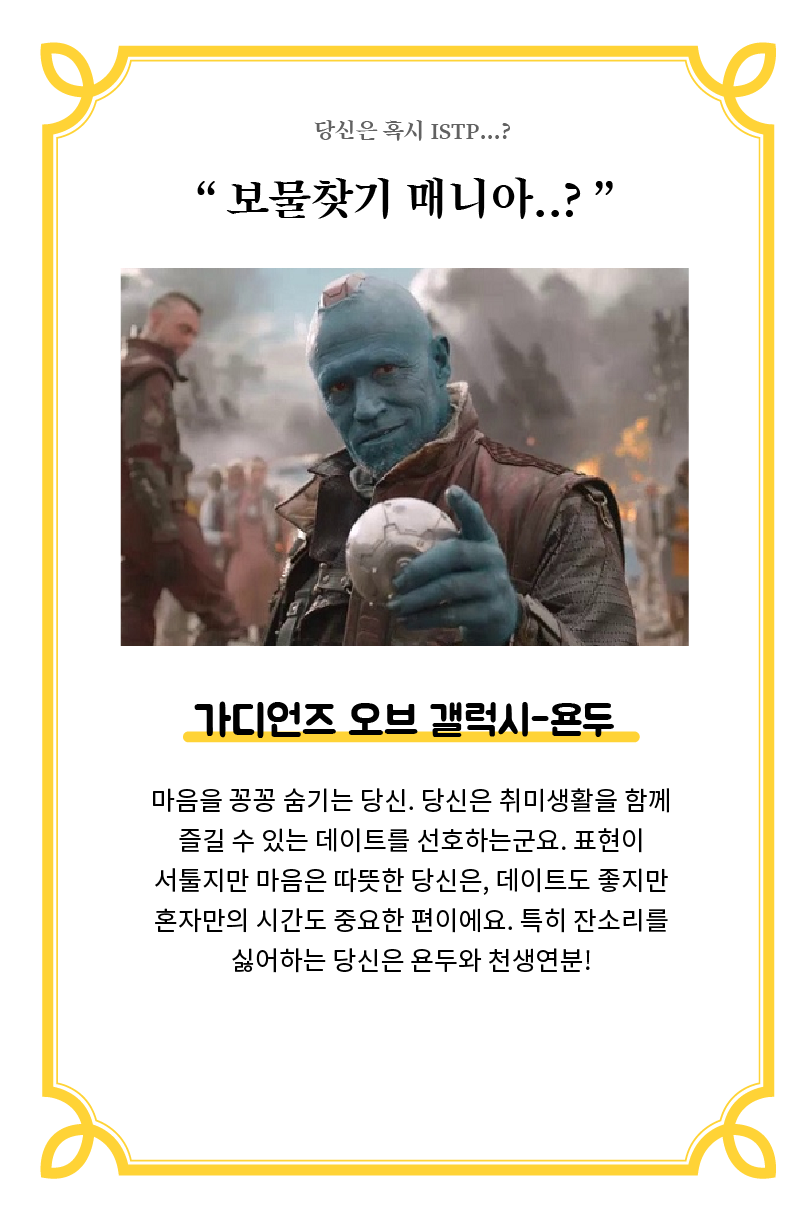 당신은 혹시 ISTP...?
“ 보물찾기 매니아..? ”
가디언즈 오브 갤럭시-욘두
마음을 꽁꽁 숨기는 당신. 당신은 취미생활을 함께
즐길 수 있는 데이트를 선호하는군요. 표현이
서툴지만 마음은 따뜻한 당신은, 데이트도 좋지만
혼자만의 시간도 중요한 편이에요. 특히 잔소리를
싫어하는 당신은 욘두와 천생연분!